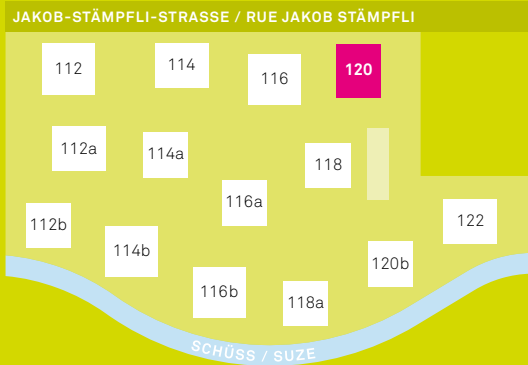 JAKOB-STÄMPFLI-STRASSE / RUE JAKOB STÄMPFLI
112
114
116
120
112a
114a
118
116a
112b
114b
122
120b
116b
118a
SCHÜSS / SUZE